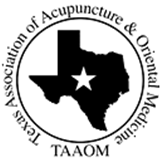 Texas Association of Acupuncture & Oriental Medicine
TAAOM